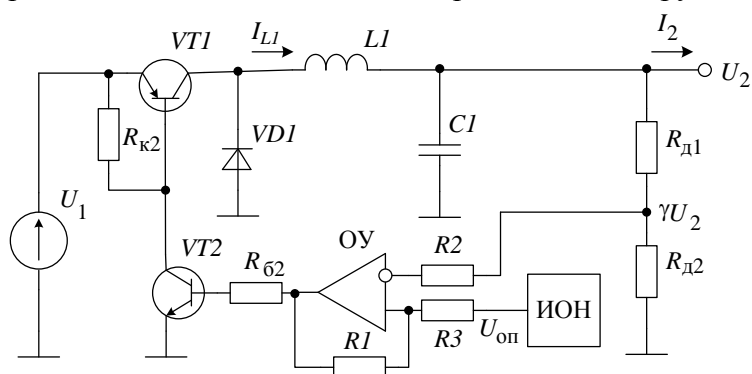 VT1
I_L1
L1
I_2
U_2
R_к2
VD1
C1
R_д1
U_1
γU_2
VT2
R_б2
ОУ
R2
R_д2
R1
R3
U_оп
ИОН